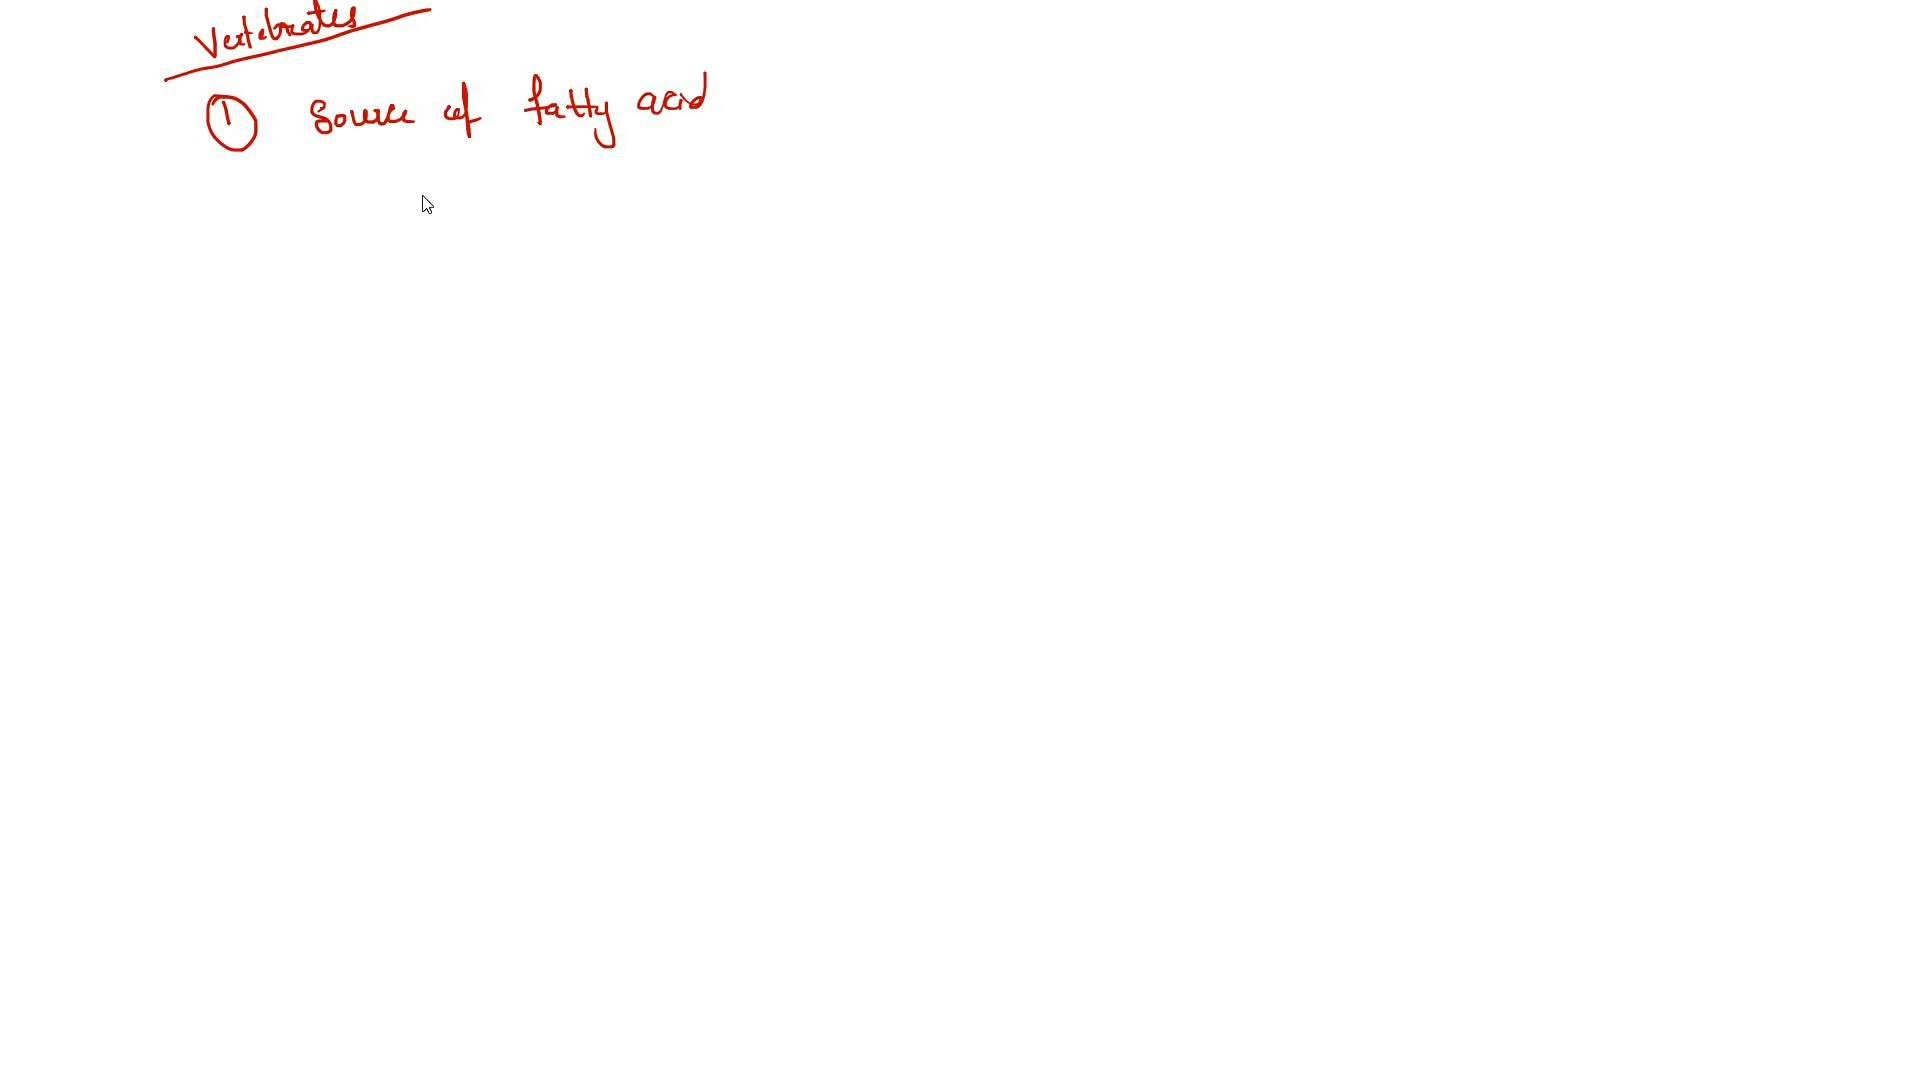 Vertebrates
① Source of fatty acid